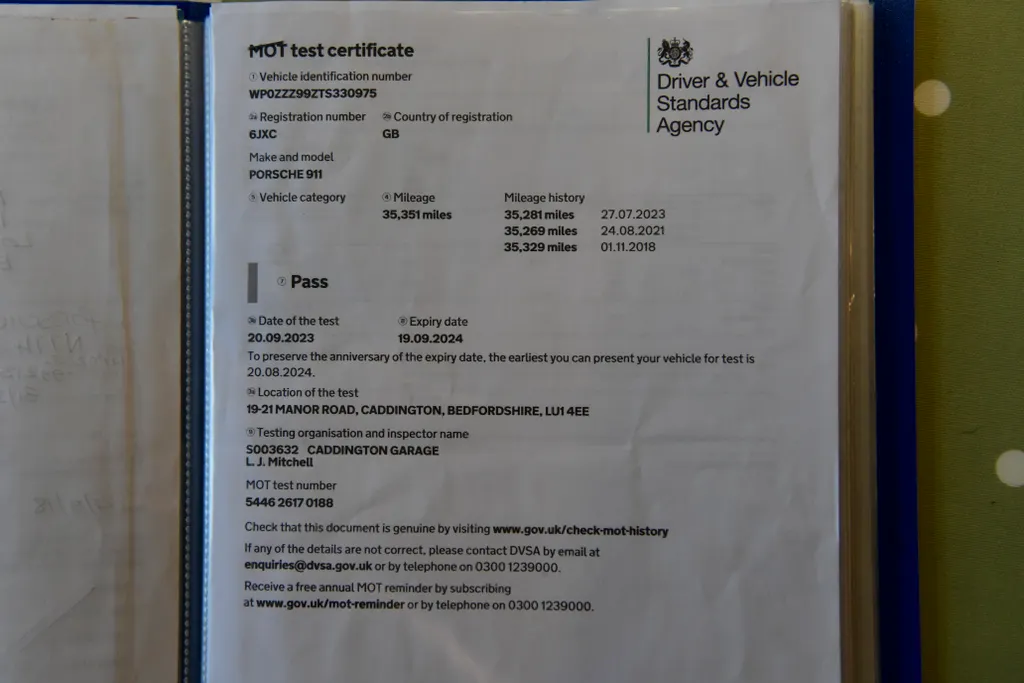 MOT test certificate
Driver & Vehicle
Standards
Agency
① Vehicle identification number
WP0ZZZ99ZTS330975
Registration number Country of registration
6JXC GB
Make and model
PORSCHE 911
Vehicle category Mileage Mileage history
35,351 miles 35,281 miles 27.07.2023
35,269 miles 24.08.2021
35,329 miles 01.11.2018
Pass
Date of the test Expiry date
20.09.2023 19.09.2024
To preserve the anniversary of the expiry date, the earliest you can present your vehicle for test is
20.08.2024.
Location of the test
19-21 MANOR ROAD, CADDINGTON, BEDFORDSHIRE, LU1 4EE
Testing organisation and inspector name
S003632 CADDINGTON GARAGE
L. J. Mitchell
MOT test number
5446 2617 0188
Check that this document is genuine by visiting www.gov.uk/check-mot-history
If any of the details are not correct, please contact DVSA by email at
enquiries@dvsa.gov.uk or by telephone on 0300 1239000.
Receive a free annual MOT reminder by subscribing
at www.gov.uk/mot-reminder or by telephone on 0300 1239000.